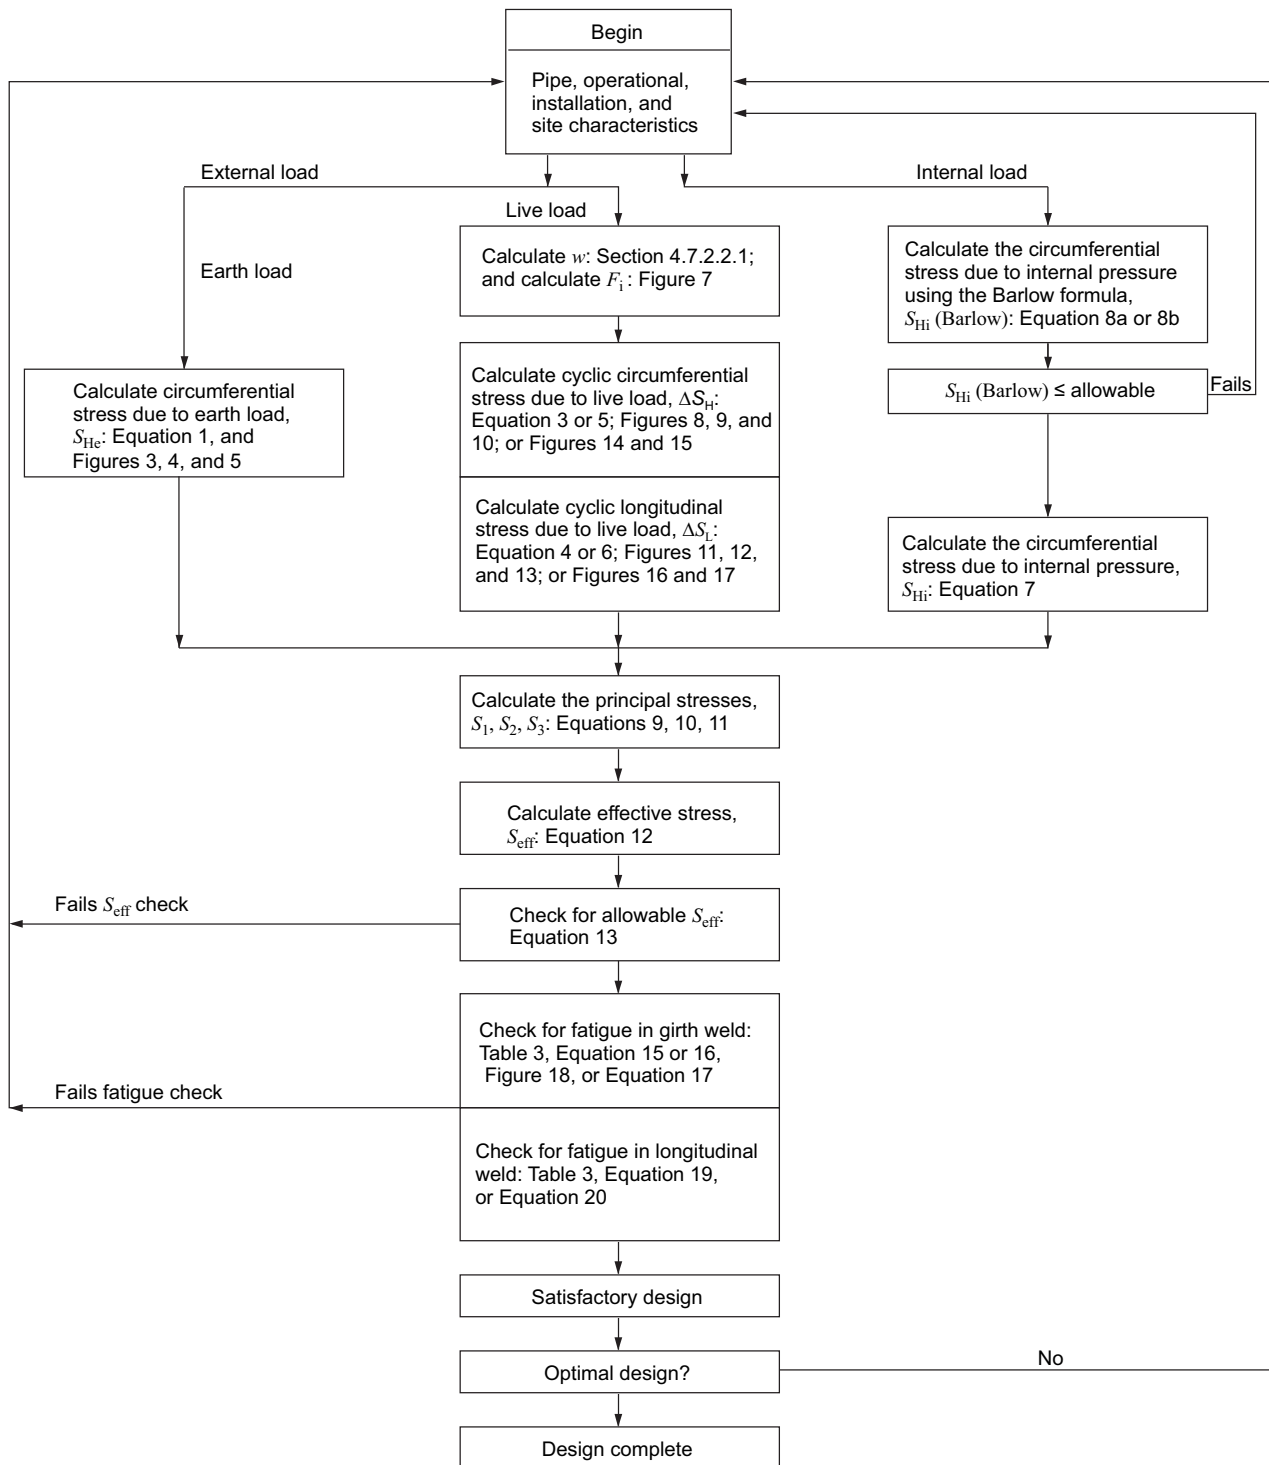 Begin
Pipe, operational,
installation, and
site characteristics
External load
Internal load
Live load
Earth load
Calculate w: Section 4.7.2.2.1;
and calculate Fi : Figure 7
Calculate the circumferential
stress due to internal pressure
using the Barlow formula,
SHi (Barlow): Equation 8a or 8b
Calculate circumferential
stress due to earth load,
SHe: Equation 1, and
Figures 3, 4, and 5
Calculate cyclic circumferential
stress due to live load, ΔSH:
Equation 3 or 5; Figures 8, 9, and
10; or Figures 14 and 15
SHi (Barlow) ≤ allowable
Fails
Calculate cyclic longitudinal
stress due to live load, ΔSL:
Equation 4 or 6; Figures 11, 12,
and 13; or Figures 16 and 17
Calculate the circumferential
stress due to internal pressure,
SHi: Equation 7
Calculate the principal stresses,
S1, S2, S3: Equations 9, 10, 11
Calculate effective stress,
Seff: Equation 12
Fails Seff check
Check for allowable Seff:
Equation 13
Check for fatigue in girth weld:
Table 3, Equation 15 or 16,
Figure 18, or Equation 17
Fails fatigue check
Check for fatigue in longitudinal
weld: Table 3, Equation 19,
or Equation 20
Satisfactory design
Optimal design?
No
Design complete